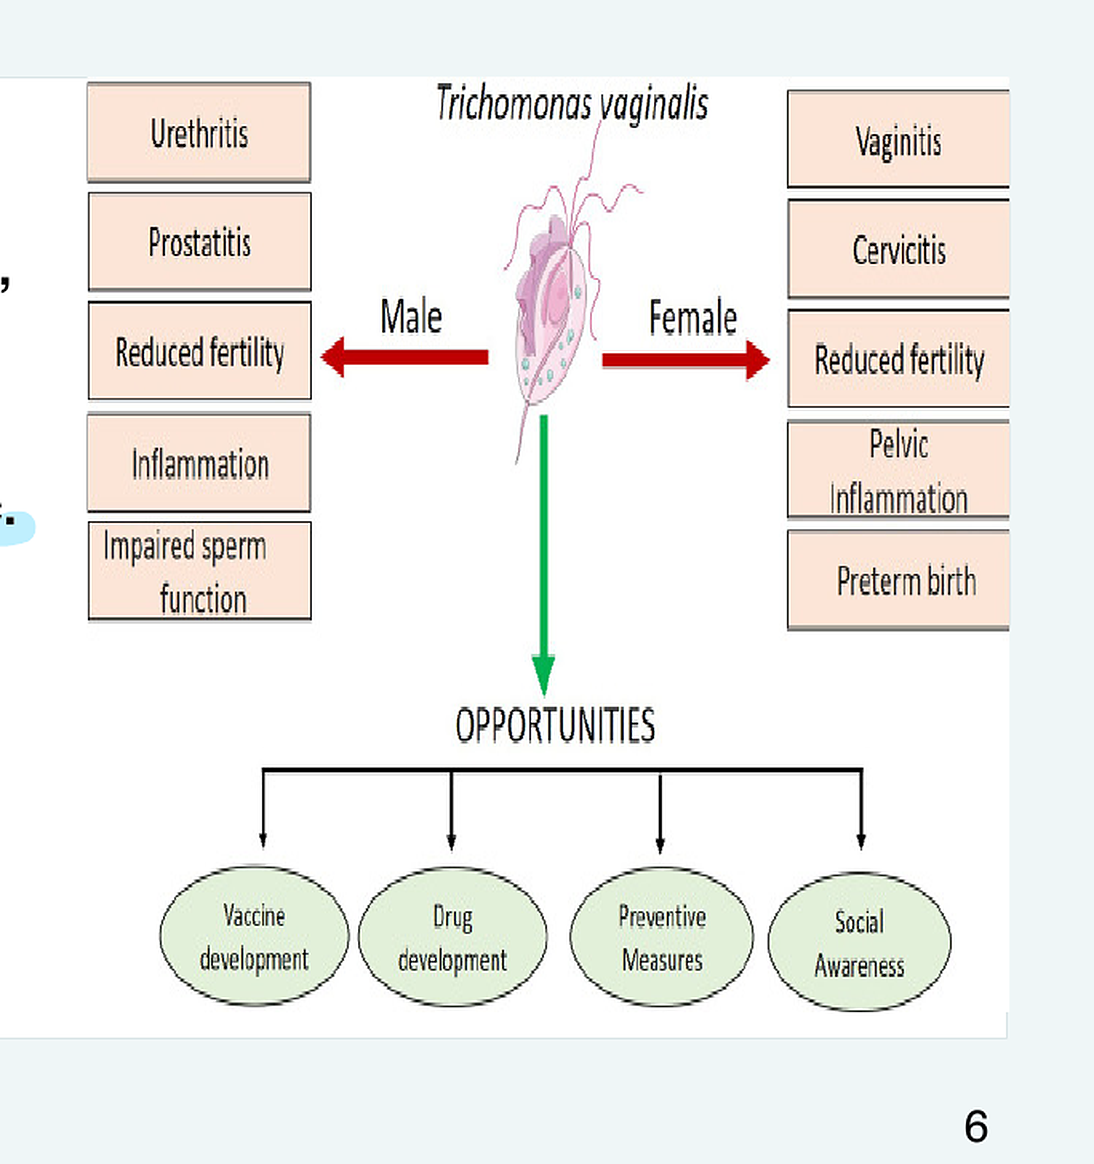 Trichomonas vaginalis
Urethritis
Prostatitis
Reduced fertility
Inflammation
Impaired sperm
function
Male
Female
Vaginitis
Cervicitis
Reduced fertility
Pelvic
Inflammation
Preterm birth
OPPORTUNITIES
Vaccine
development
Drug
development
Preventive
Measures
Social
Awareness
6